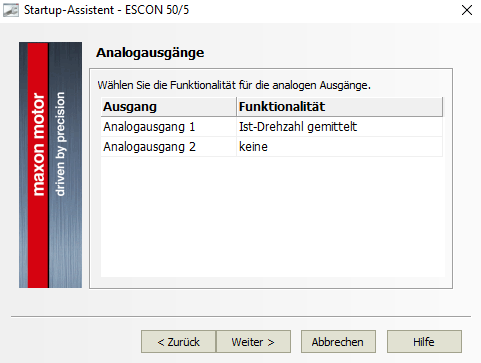 Startup-Assistent - ESCON 50/5
Analogausgänge
maxon motor
driven by precision
Wählen Sie die Funktionalität für die analogen Ausgänge.
Ausgang Funktionalität
Analogausgang 1 Ist-Drehzahl gemittelt
Analogausgang 2 keine
< Zurück Weiter > Abbrechen Hilfe